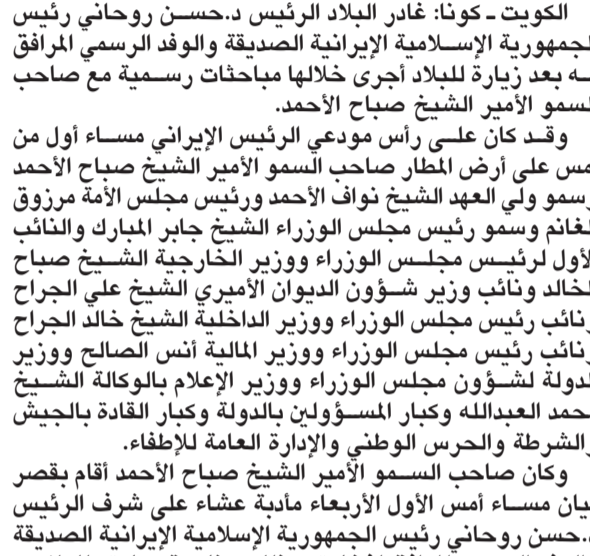 الكويت ـ كونا: غادر البلاد الرئيس د.حسن روحاني رئيس
الجمهورية الإسلامية الإيرانية الصديقة والوفد الرسمي المرافق
له بعد زيارة للبلاد أجرى خلالها مباحثات رسمية مع صاحب
السمو الأمير الشيخ صباح الأحمد.
وقد كان على رأس مودعي الرئيس الإيراني مساء أول من
أمس على أرض المطار صاحب السمو الأمير الشيخ صباح الأحمد
وسمو ولي العهد الشيخ نواف الأحمد ورئيس مجلس الأمة مرزوق
الغانم وسمو رئيس مجلس الوزراء الشيخ جابر المبارك والنائب
الأول لرئيس مجلس الوزراء ووزير الخارجية الشيخ صباح
الخالد ونائب وزير شؤون الديوان الأميري الشيخ علي الجراح
ونائب رئيس مجلس الوزراء ووزير الداخلية الشيخ خالد الجراح
ونائب رئيس مجلس الوزراء ووزير المالية أنس الصالح ووزير
الدولة لشؤون مجلس الوزراء ووزير الإعلام بالوكالة الشيخ
محمد العبدالله وكبار المسؤولين بالدولة وكبار القادة بالجيش
والشرطة والحرس الوطني والإدارة العامة للإطفاء.
وكان صاحب السمو الأمير الشيخ صباح الأحمد أقام بقصر
بيان مساء أمس الأول الأربعاء مأدبة عشاء على شرف الرئيس
د.حسن روحاني رئيس الجمهورية الإسلامية الإيرانية الصديقة